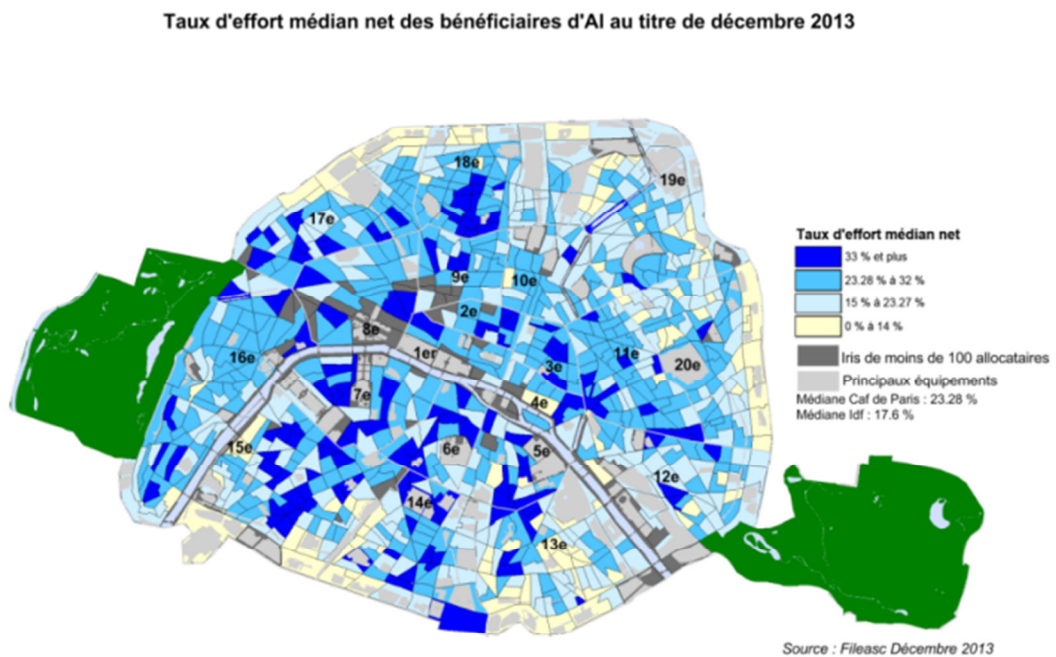 Taux d'effort médian net des bénéficiaires d'Al au titre de décembre 2013
18e
19e
17e
9e
10e
2e
8e
1er
16e
11e
3e
20e
7e
4e
15e
6e
5e
12e
14e
13e
Taux d'effort médian net
33 % et plus
23.28 % à 32 %
15 % à 23.27 %
0 % à 14 %
Iris de moins de 100 allocataires
Principaux équipements
Médiane Caf de Paris : 23.28 %
Médiane Idf : 17.6 %
Source : Fileasc Décembre 2013